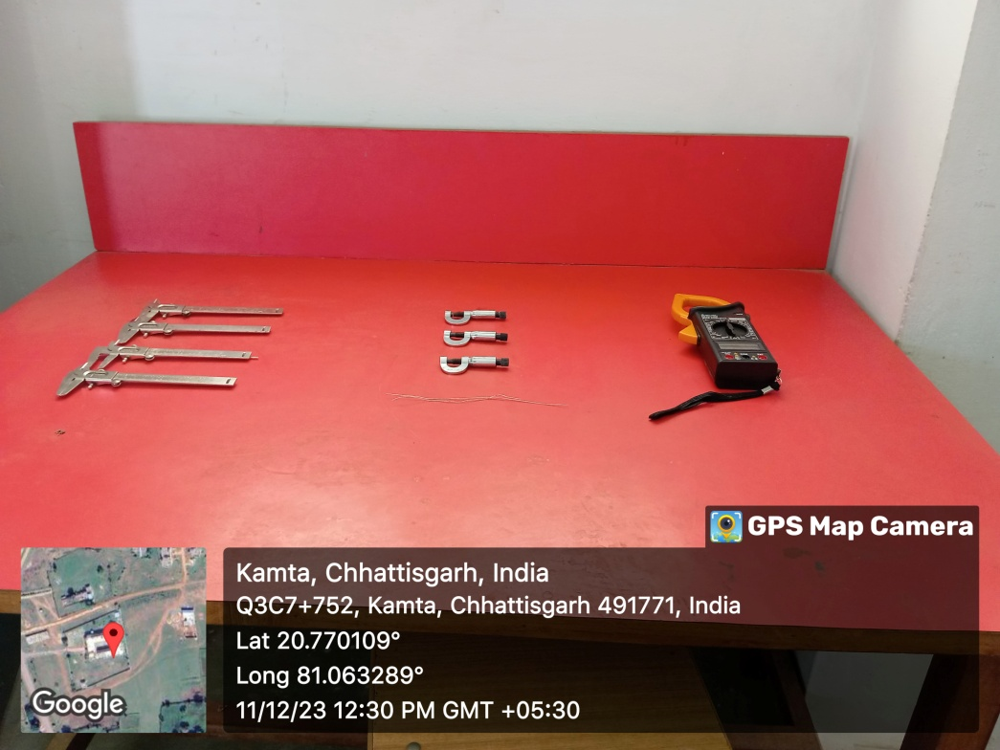 GPS Map Camera
Kamta, Chhattisgarh, India
Q3C7+752, Kamta, Chhattisgarh 491771, India
Lat 20.770109°
Long 81.063289°
11/12/23 12:30 PM GMT +05:30
Google